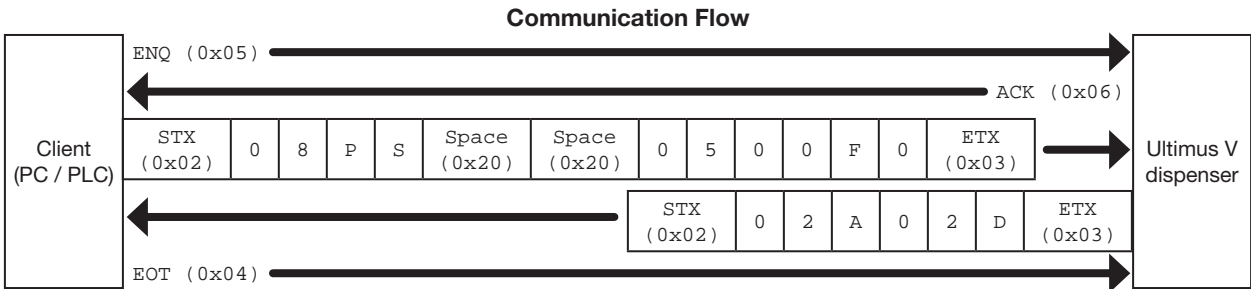 Communication Flow
ENQ (0x05)
ACK (0x06)
Client
(PC / PLC)
STX
(0x02)
0 8 P S
Space
(0x20)
Space
(0x20)
0 5 0 0 F 0
ETX
(0x03)
Ultimus V
dispenser
STX
(0x02)
0 2 A 0 2 D
ETX
(0x03)
EOT (0x04)